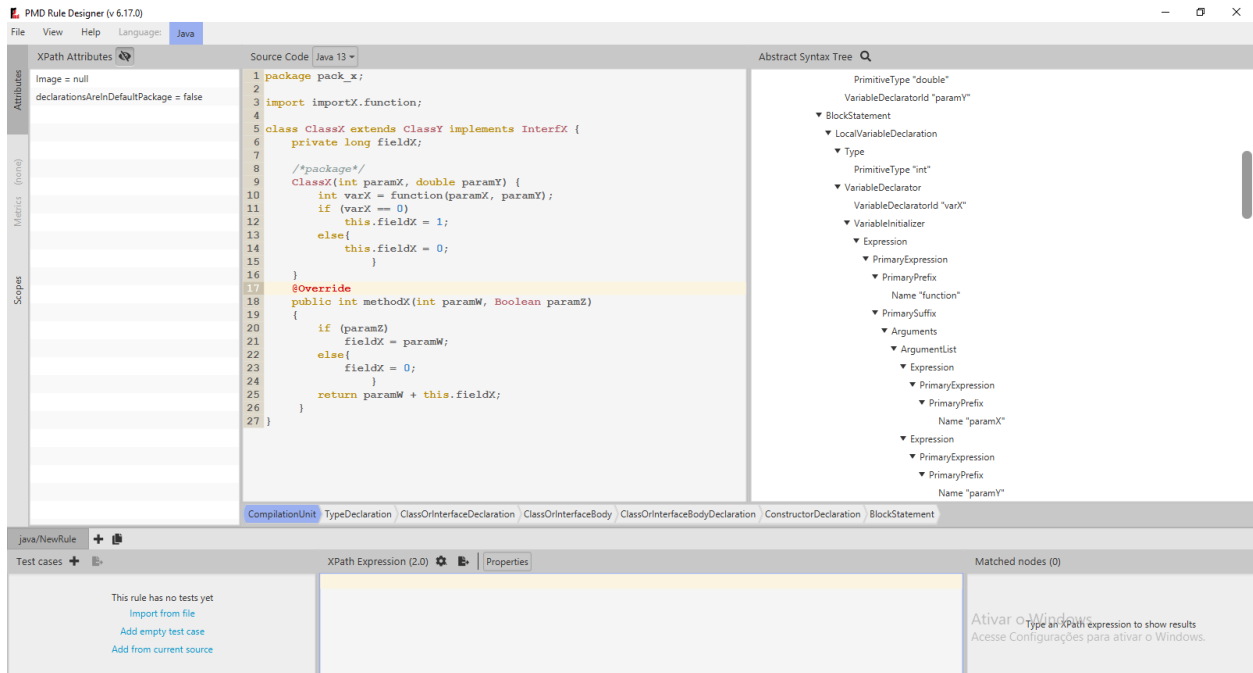 PMD Rule Designer (v 6.17.0)
File View Help Language: Java
XPath Attributes
Image = null
declarationsAreInDefaultPackage = false
Attributes
Metrics (none)
Scopes
Source Code Java 13
1 package pack_x;
2
3 import importX.function;
4
5 class ClassX extends ClassY implements InterfX {
6 private long fieldX;
7
8 /*package*/
9 ClassX(int paramX, double paramY) {
10 int varX = function(paramX, paramY);
11 if (varX == 0)
12 this.fieldX = 1;
13 else{
14 this.fieldX = 0;
15 }
16 }
17 @Override
18 public int methodX(int paramW, Boolean paramZ)
19 {
20 if (paramZ)
21 fieldX = paramW;
22 else{
23 fieldX = 0;
24 }
25 return paramW + this.fieldX;
26 }
27 }
Abstract Syntax Tree
PrimitiveType "double"
VariableDeclaratorId "paramY"
BlockStatement
LocalVariableDeclaration
Type
PrimitiveType "int"
VariableDeclarator
VariableDeclaratorId "varX"
VariableInitializer
Expression
PrimaryExpression
PrimaryPrefix
Name "function"
PrimarySuffix
Arguments
ArgumentList
Expression
PrimaryExpression
PrimaryPrefix
Name "paramX"
Expression
PrimaryExpression
PrimaryPrefix
Name "paramY"
CompilationUnit TypeDeclaration ClassOrInterfaceDeclaration ClassOrInterfaceBody ClassOrInterfaceBodyDeclaration ConstructorDeclaration BlockStatement
java/NewRule
Test cases
This rule has no tests yet
Import from file
Add empty test case
Add from current source
XPath Expression (2.0) Properties
Matched nodes (0)
Type an XPath expression to show results
Ativar o Windows
Acesse Configurações para ativar o Windows.